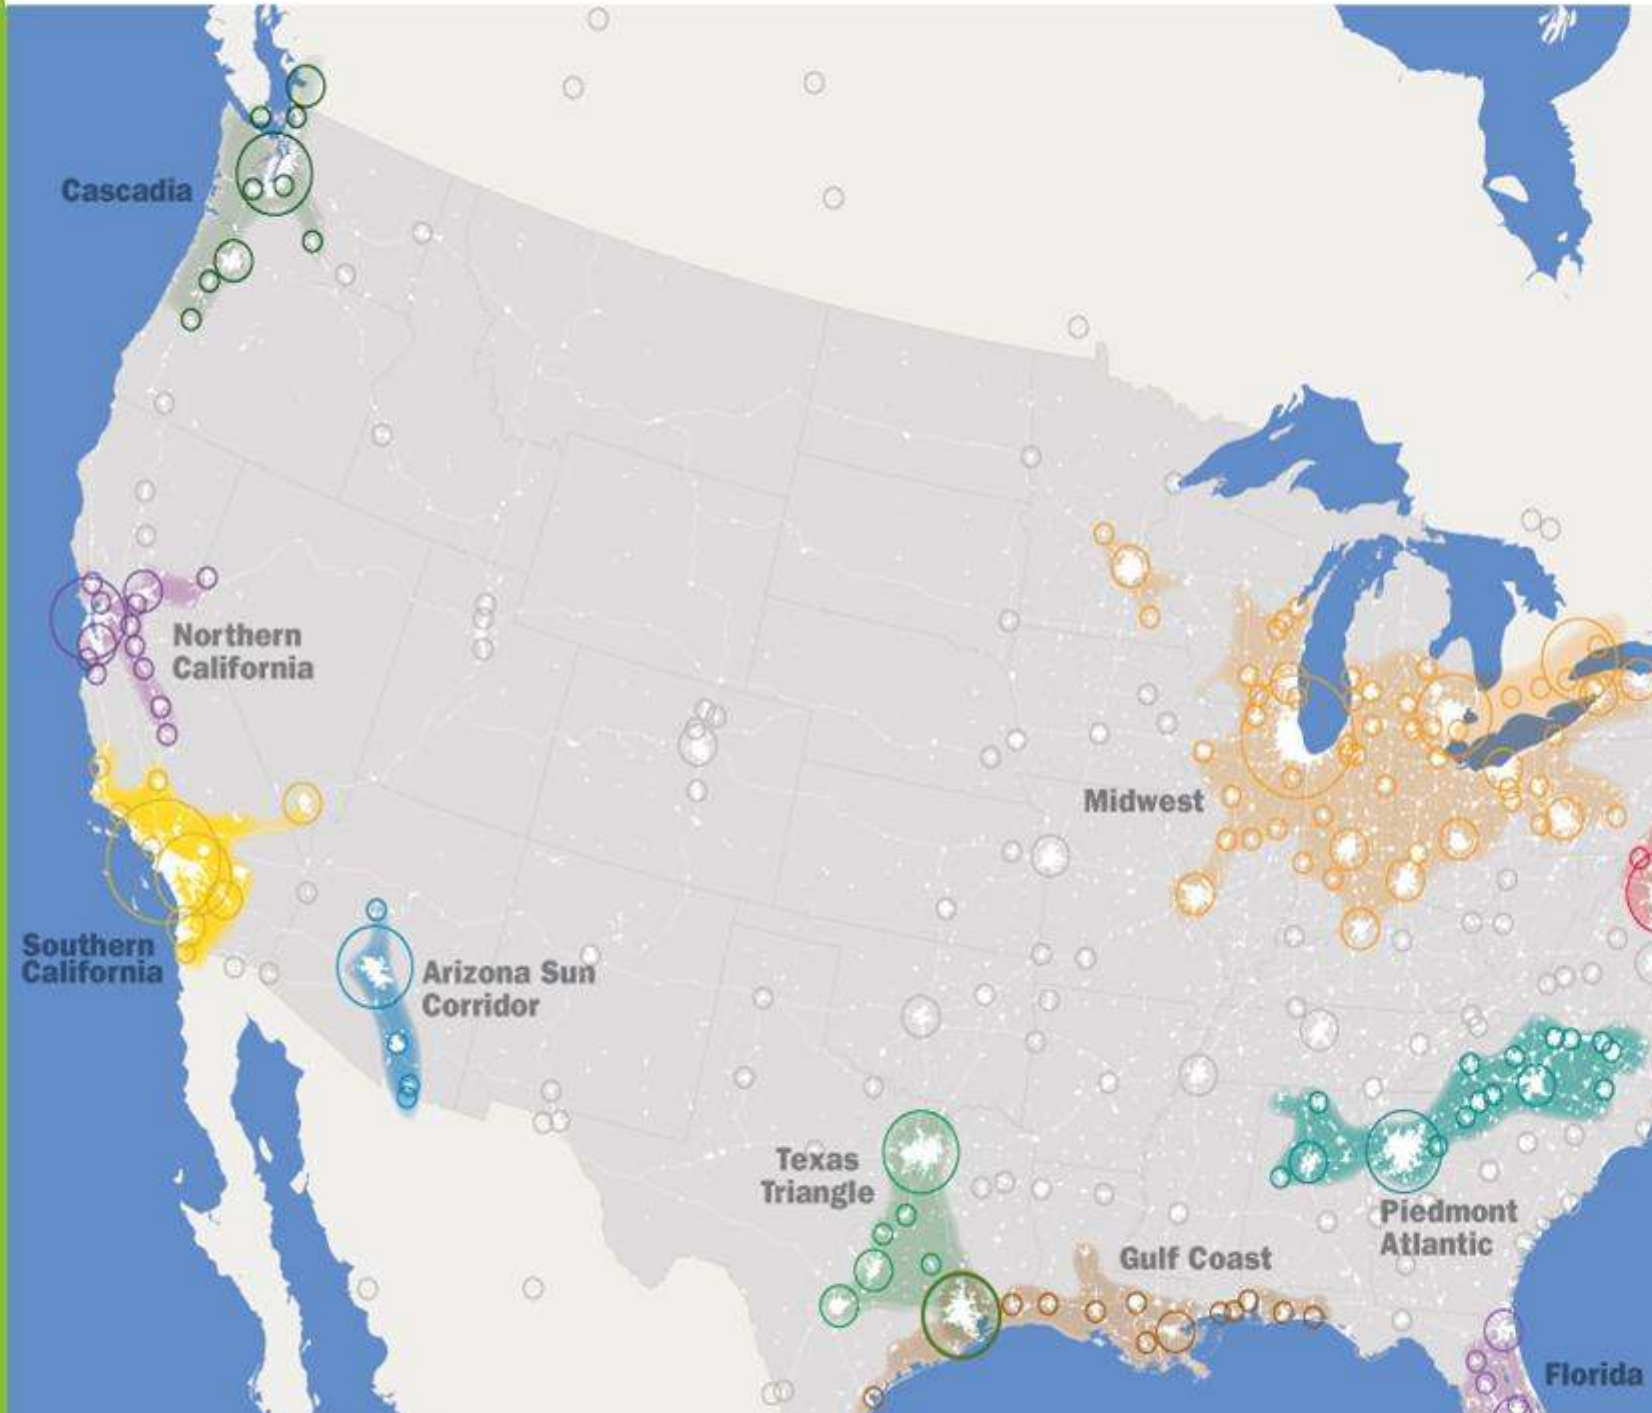 Cascadia
Northern
California
Midwest
Southern
California
Arizona Sun
Corridor
Texas
Triangle
Piedmont
Atlantic
Gulf Coast
Florida